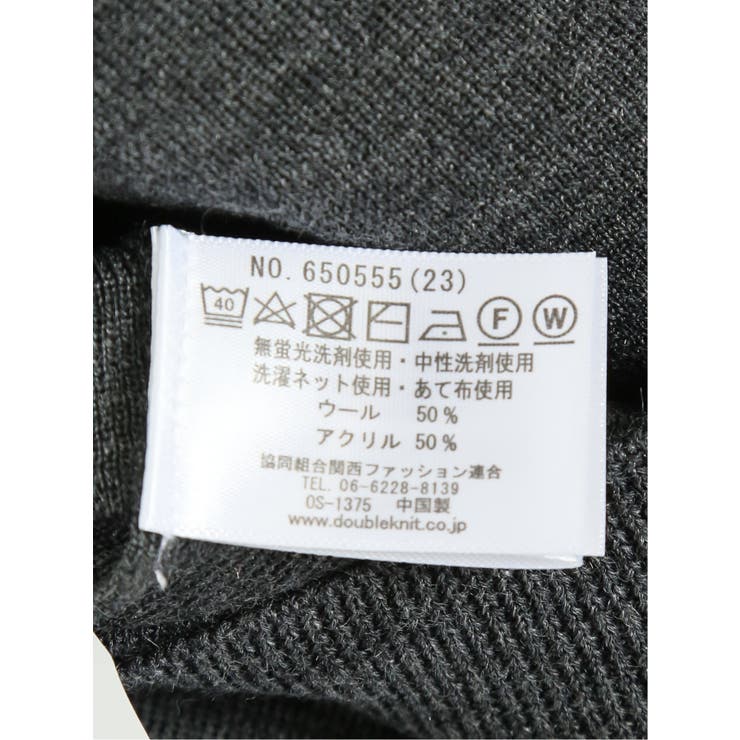 NO. 650555(23)
40 F W
無蛍光洗剤使用・中性洗剤使用
洗濯ネット使用・あて布使用
ウール 50%
アクリル 50%
協同組合関西ファッション連合
TEL. 06-6228-8139
OS-1375 中国製
www.doubleknit.co.jp